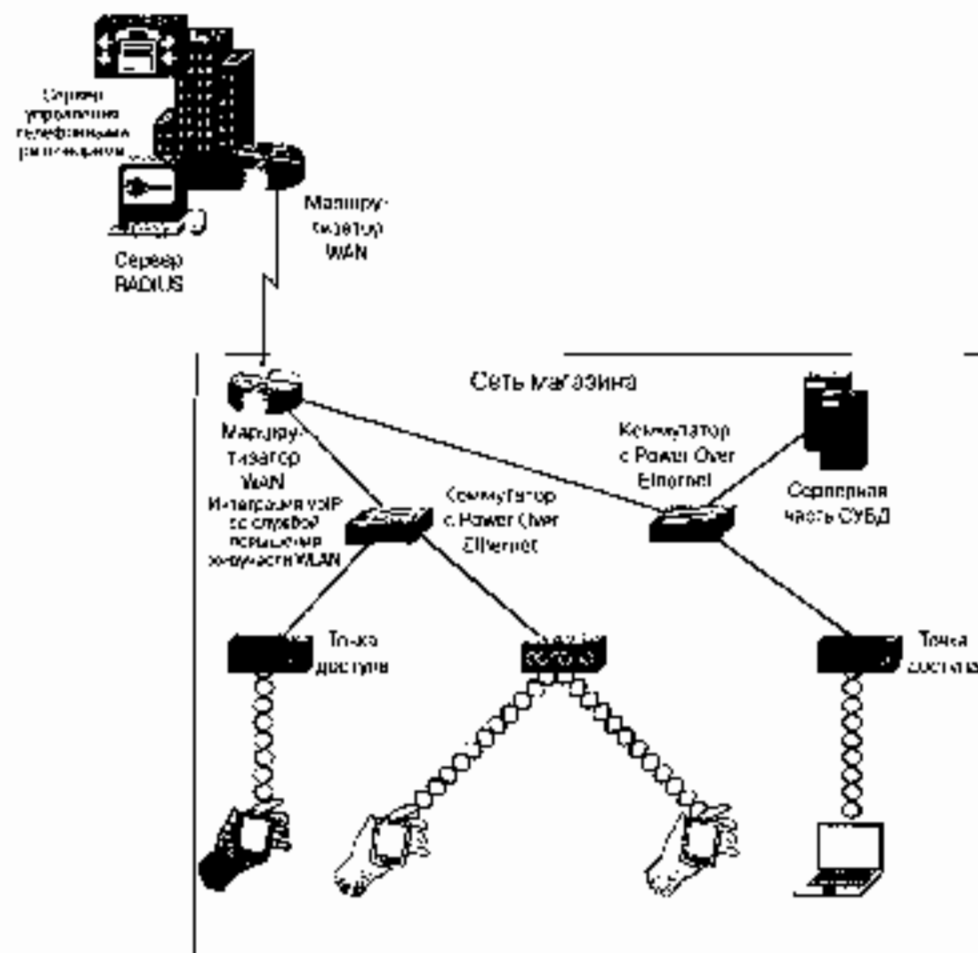 Сервер
управления
телефонными
Сервер
RADIUS
Маршру-
тизатор
WAN
Сеть магазина
Маршру-
тизатор
WAN
Интеграция VoIP
со службой
повышения
живучести WLAN
Коммутатор
с Power Over
Ethernet
Коммутатор
с Power Over
Ethernet
Серверная
часть СУБД
Точка
доступа
Точка
доступа